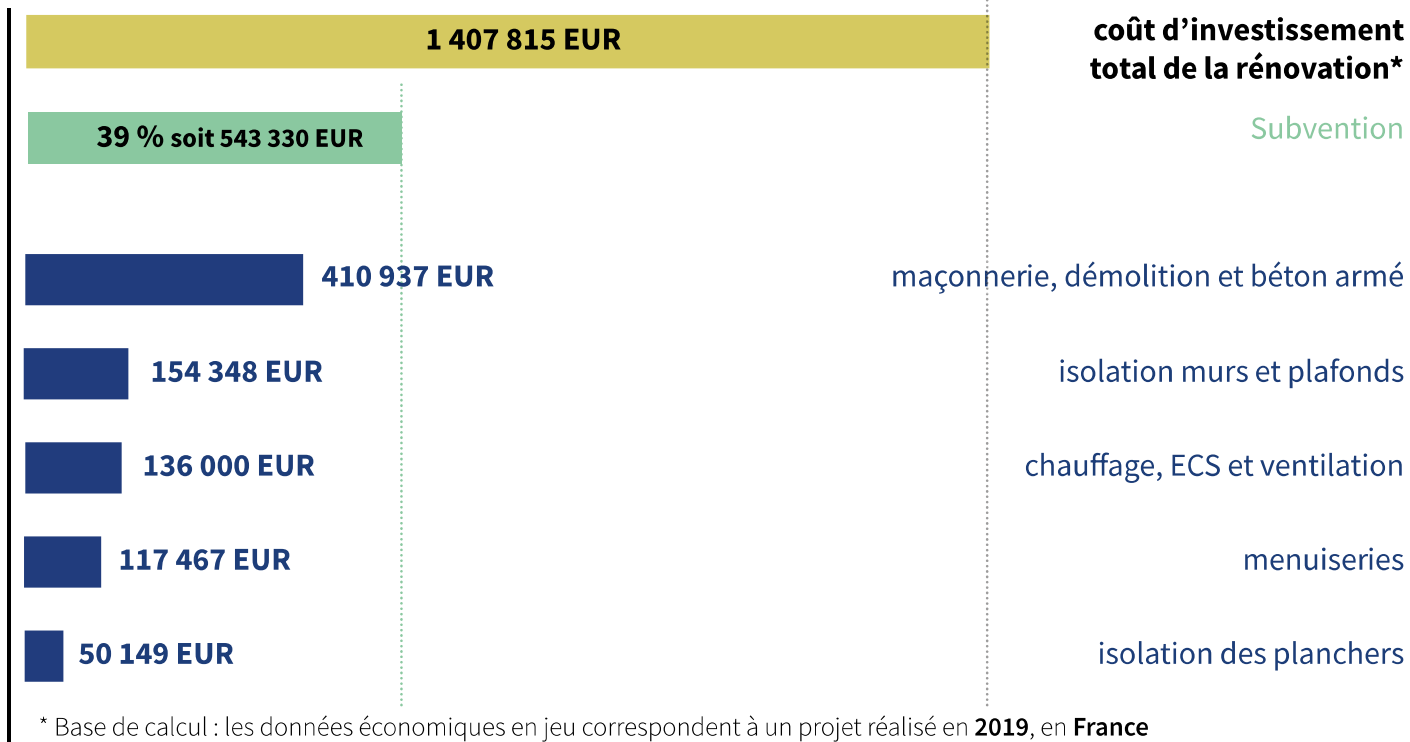 1 407 815 EUR
coût d’investissement
total de la rénovation*
39 % soit 543 330 EUR
Subvention
410 937 EUR
maçonnerie, démolition et béton armé
154 348 EUR
isolation murs et plafonds
136 000 EUR
chauffage, ECS et ventilation
117 467 EUR
menuiseries
50 149 EUR
isolation des planchers
* Base de calcul : les données économiques en jeu correspondent à un projet réalisé en 2019, en France